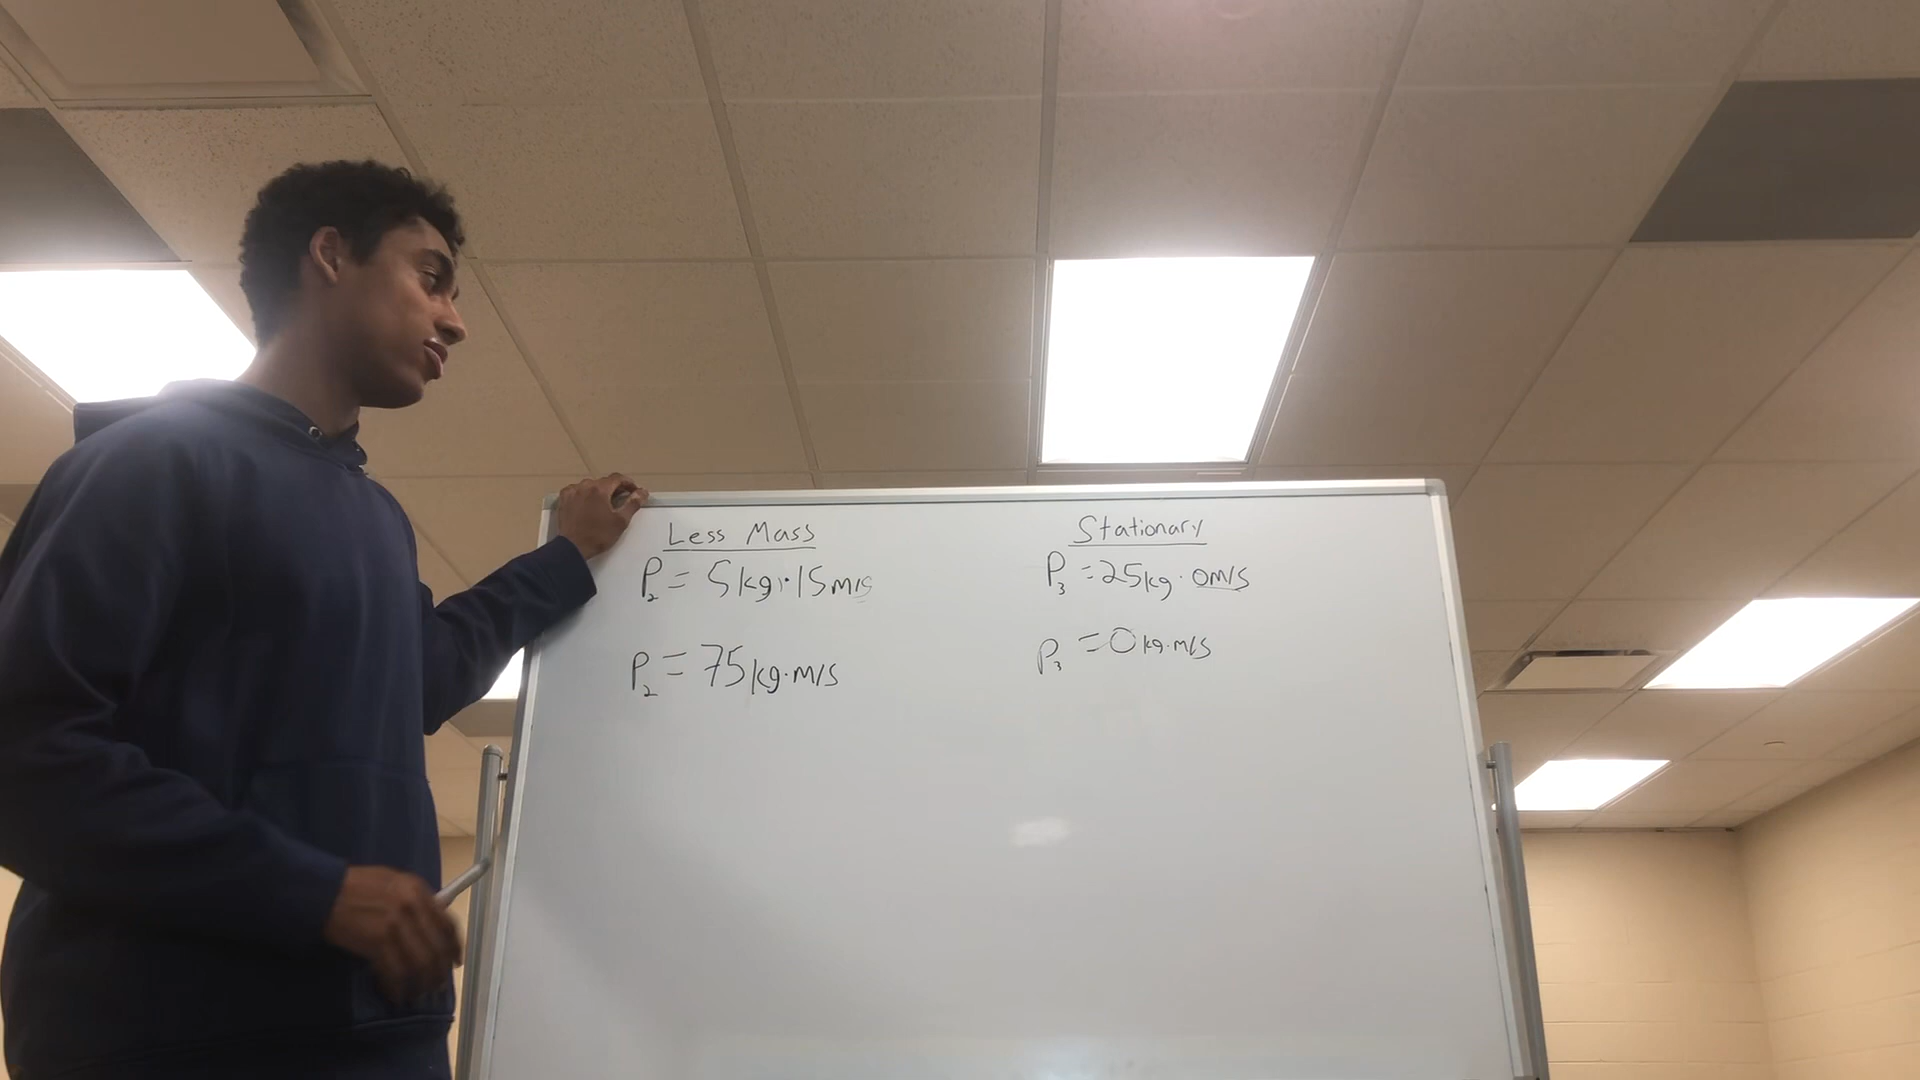 Less Mass
P₂ = 5kg·15m/s
P₂ = 75kg·m/s
Stationary
P₃ = 25kg·0m/s
P₃ = 0kg·m/s